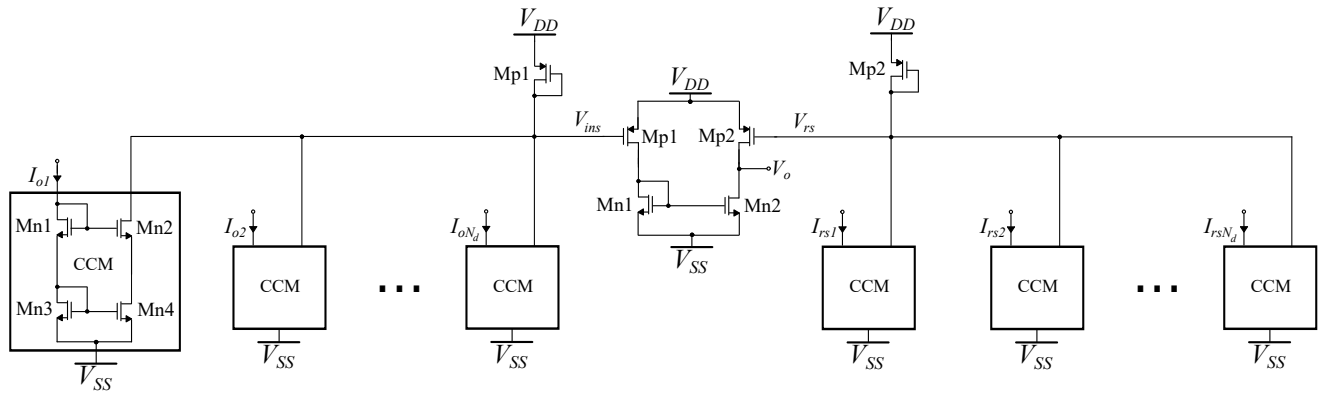 V_DD
Mp1
V_DD
Mp2
V_DD
V_ins
Mp1
Mp2
V_rs
V_o
Mn1
Mn2
V_SS
I_o1
Mn1
Mn2
CCM
Mn3
Mn4
V_SS
I_o2
CCM
V_SS
...
I_oN_d
CCM
V_SS
I_rs1
CCM
V_SS
I_rs2
CCM
V_SS
...
I_rsN_d
CCM
V_SS